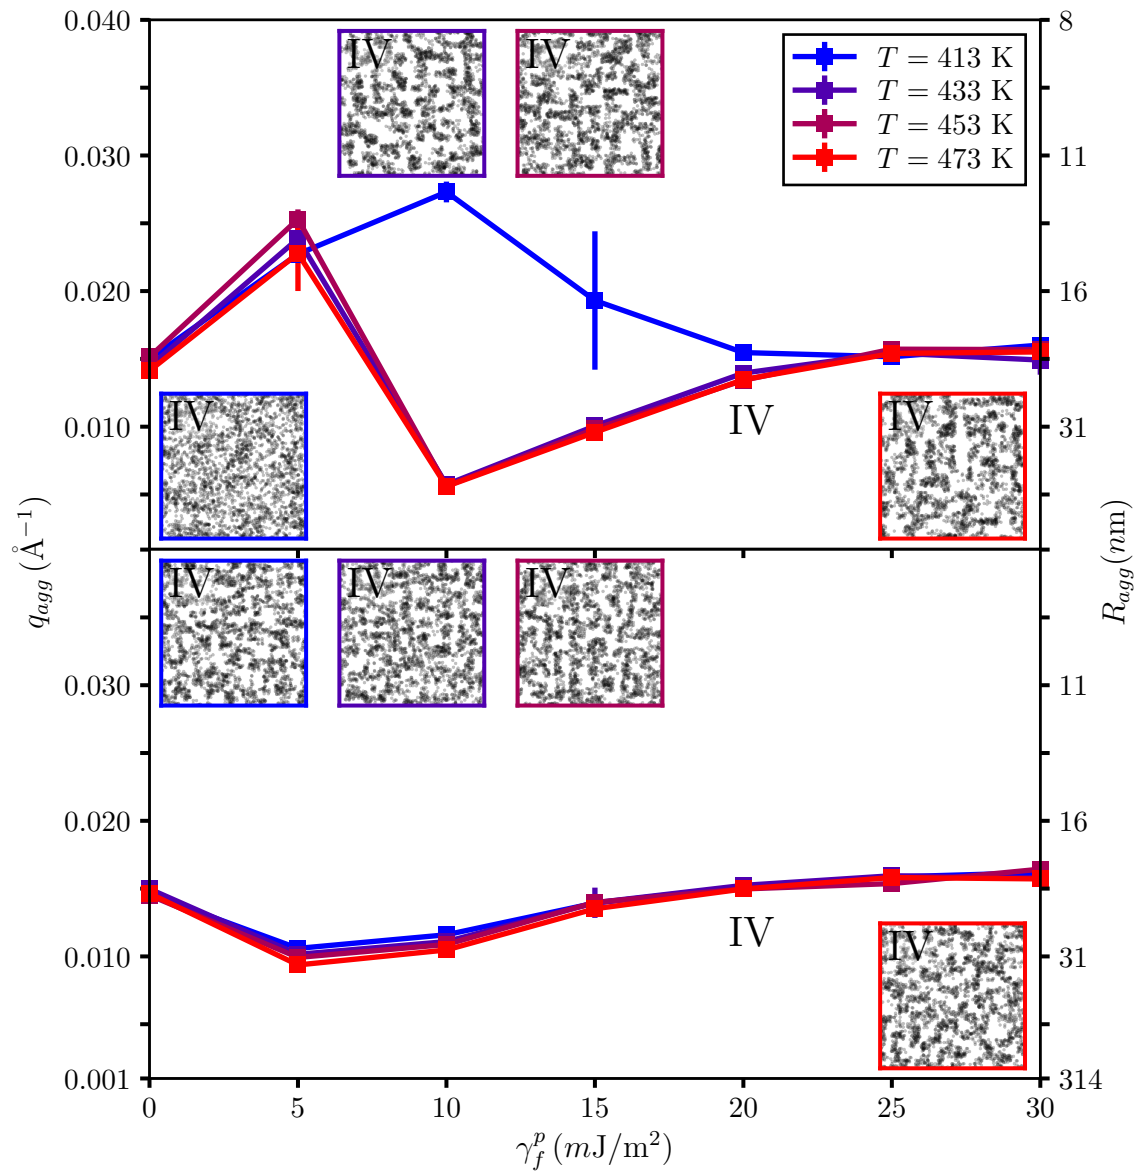 0.040
0.030
0.020
0.010
8
11
16
31
T = 413 K
T = 433 K
T = 453 K
T = 473 K
IV
IV
IV
IV
IV
q_agg (Å⁻¹)
R_agg (nm)
IV
IV
IV
IV
IV
0.030
0.020
0.010
0.001
11
16
31
314
0 5 10 15 20 25 30
γ_f^p (mJ/m²)